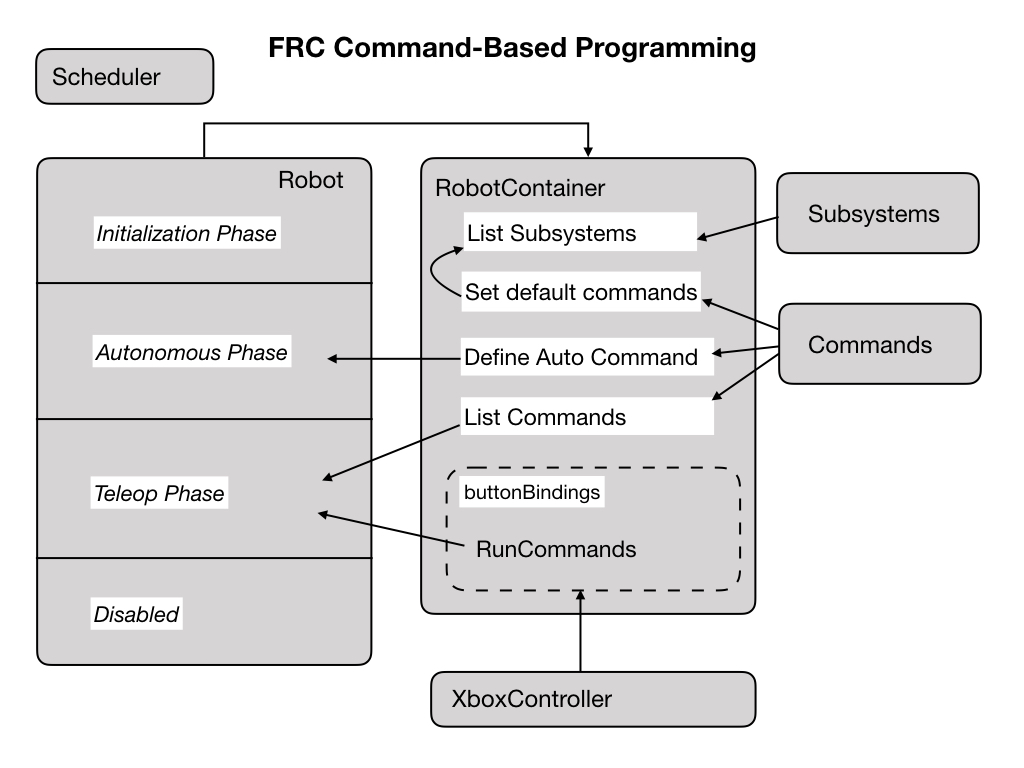 FRC Command-Based Programming
Scheduler
Robot
Initialization Phase
Autonomous Phase
Teleop Phase
Disabled
RobotContainer
List Subsystems
Set default commands
Define Auto Command
List Commands
buttonBindings
RunCommands
Subsystems
Commands
XboxController